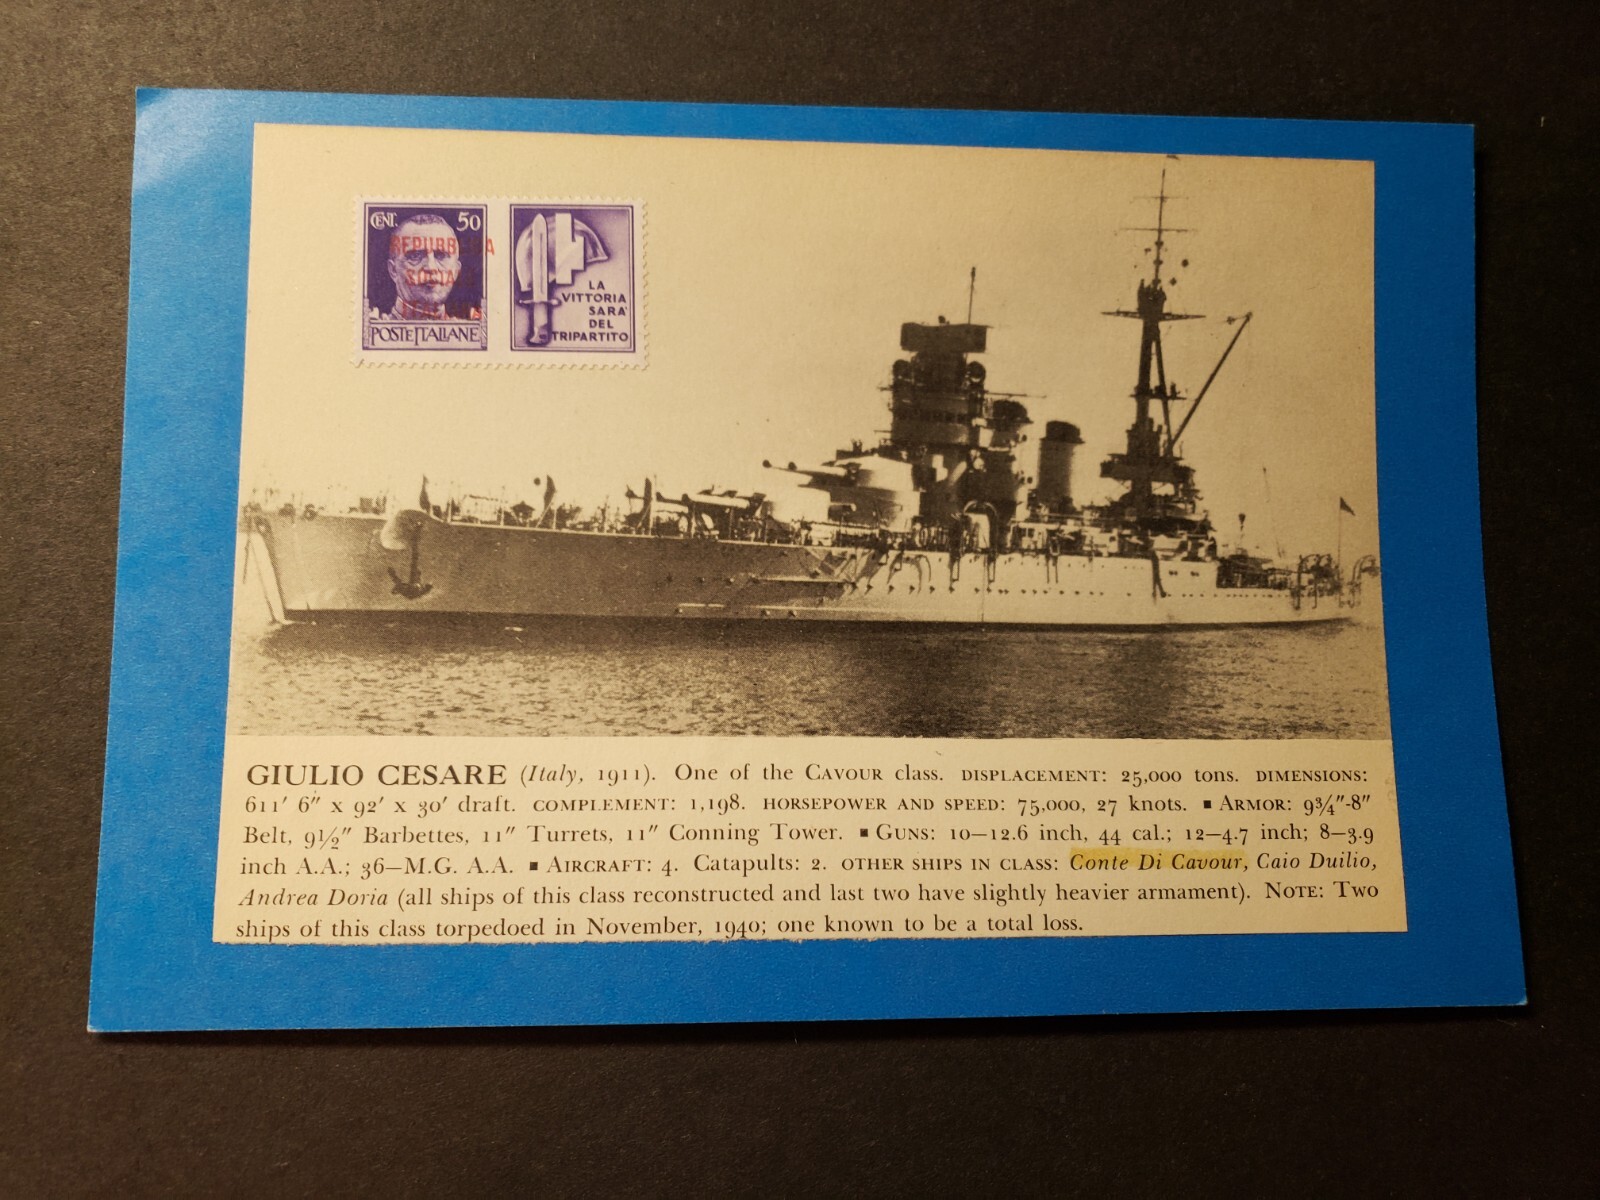 CENT. 50
REPUBBLICA
SOCIALE
ITALIANA
POSTE ITALIANE
LA
VITTORIA
SARA'
DEL
TRIPARTITO
GIULIO CESARE (Italy, 1911). One of the CAVOUR class. DISPLACEMENT: 25,000 tons. DIMENSIONS:
611' 6" x 92' x 30' draft. COMPLEMENT: 1,198. HORSEPOWER AND SPEED: 75,000, 27 knots. ▪ ARMOR: 9¾"-8"
Belt, 9½" Barbettes, 11" Turrets, 11" Conning Tower. ▪ GUNS: 10—12.6 inch, 44 cal.; 12—4.7 inch; 8—3.9
inch A.A.; 36—M.G. A.A. ▪ AIRCRAFT: 4. Catapults: 2. OTHER SHIPS IN CLASS: Conte Di Cavour, Caio Duilio,
Andrea Doria (all ships of this class reconstructed and last two have slightly heavier armament). NOTE: Two
ships of this class torpedoed in November, 1940; one known to be a total loss.